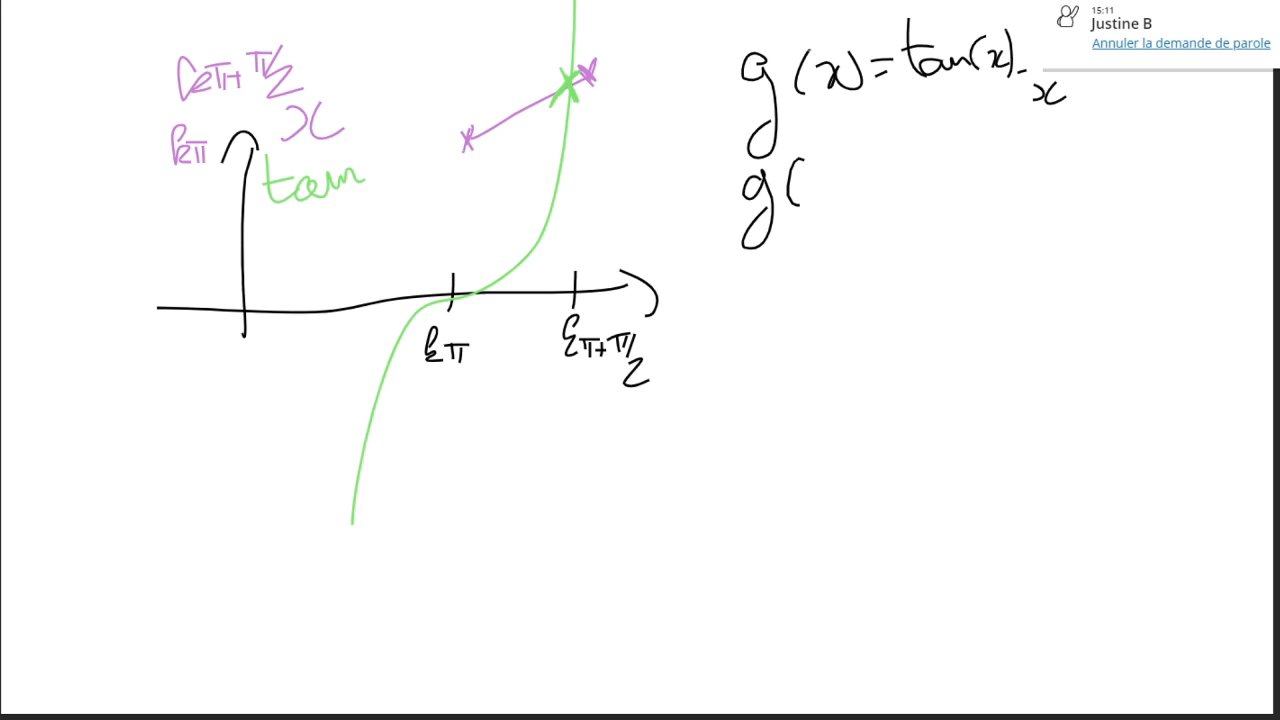 15:11
Justine B
Annuler la demande de parole
kπ+π/2
x
kπ
tan
g(x)=tan(x)-x
g(
kπ
kπ+π/2